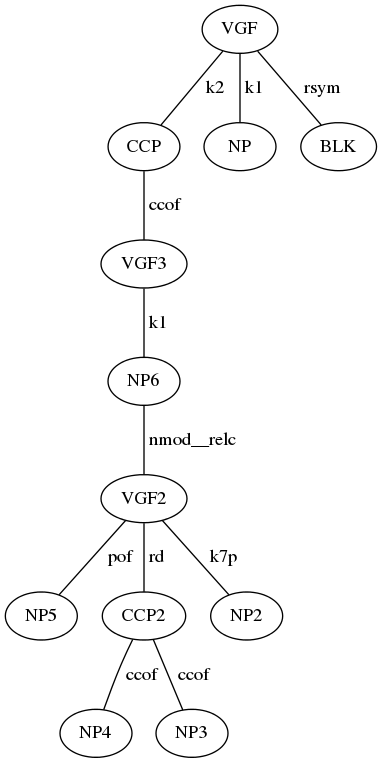 VGF
k2 k1 rsym
CCP NP BLK
ccof
VGF3
k1
NP6
nmod__relc
VGF2
pof rd k7p
NP5 CCP2 NP2
ccof ccof
NP4 NP3